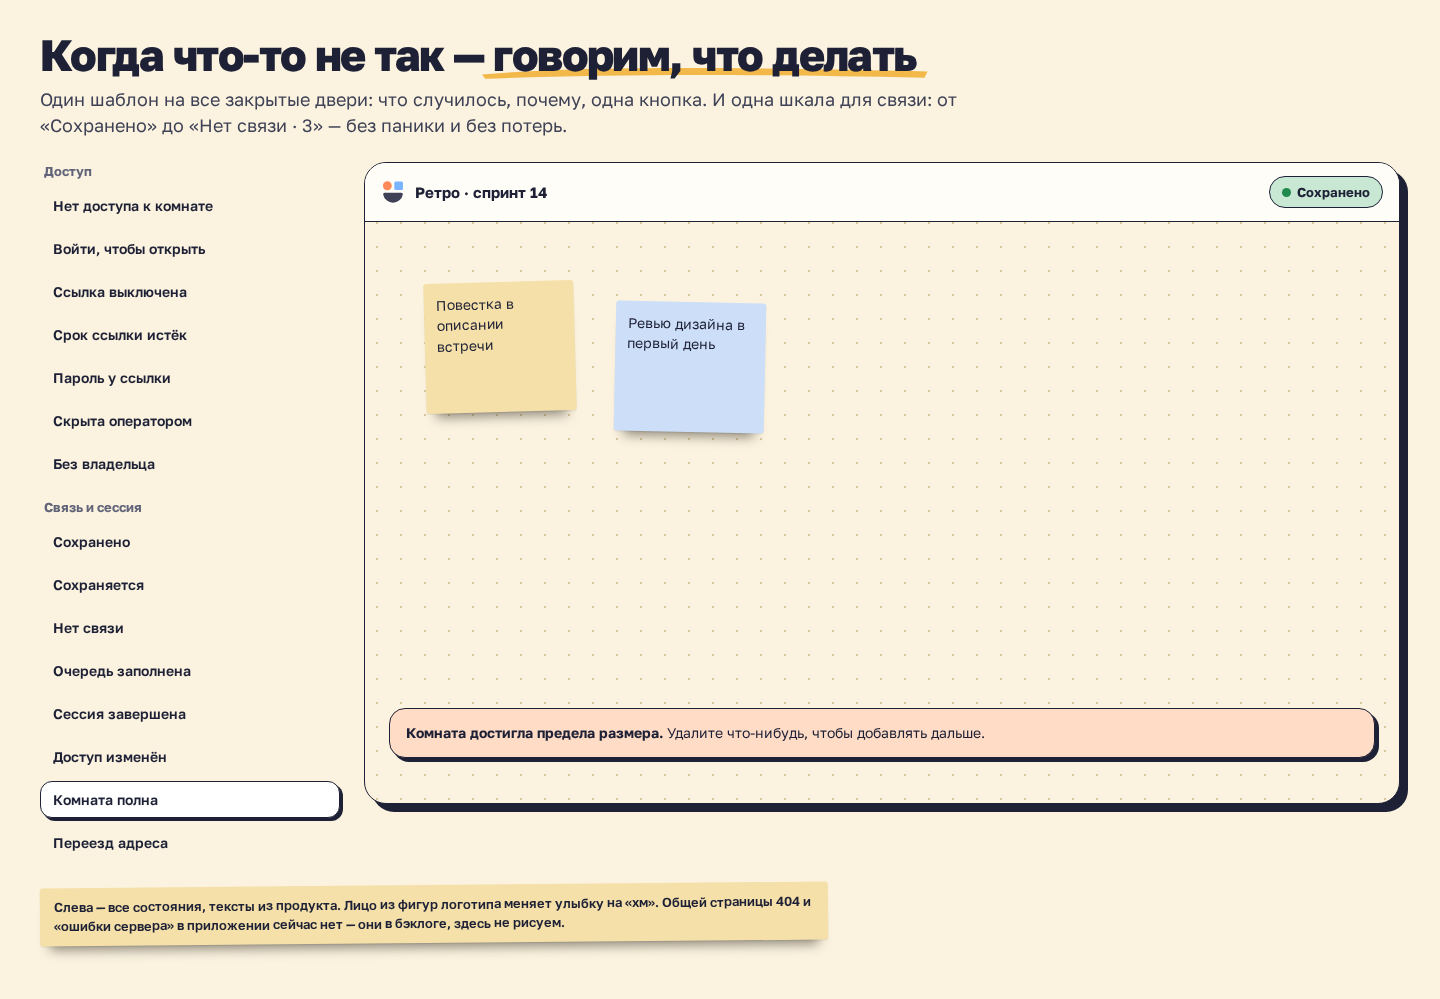 Когда что-то не так — говорим, что делать
Один шаблон на все закрытые двери: что случилось, почему, одна кнопка. И одна шкала для связи: от
«Сохранено» до «Нет связи · 3» — без паники и без потерь.
Доступ
Нет доступа к комнате
Войти, чтобы открыть
Ссылка выключена
Срок ссылки истёк
Пароль у ссылки
Скрыта оператором
Без владельца
Связь и сессия
Сохранено
Сохраняется
Нет связи
Очередь заполнена
Сессия завершена
Доступ изменён
Комната полна
Переезд адреса
Ретро · спринт 14
Сохранено
Повестка в
описании
встречи
Ревью дизайна в
первый день
Комната достигла предела размера. Удалите что-нибудь, чтобы добавлять дальше.
Слева — все состояния, тексты из продукта. Лицо из фигур логотипа меняет улыбку на «хм». Общей страницы 404 и
«ошибки сервера» в приложении сейчас нет — они в бэклоге, здесь не рисуем.